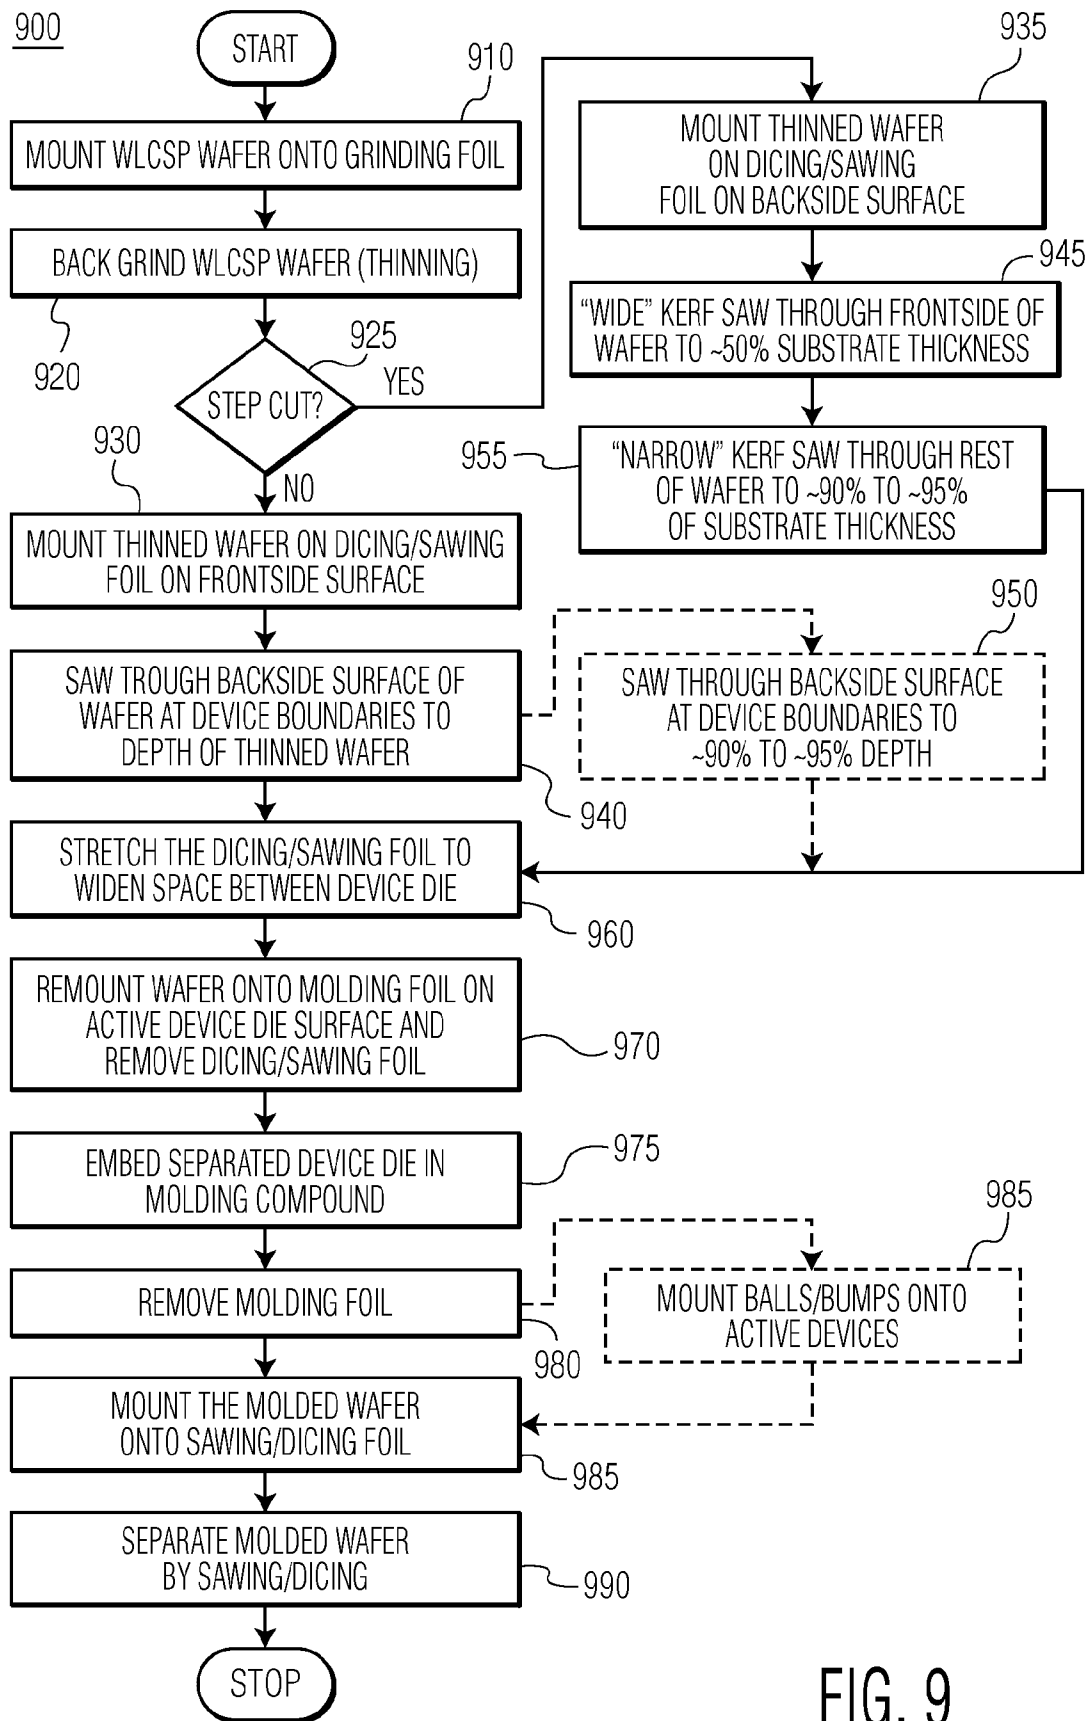 900
START
910
MOUNT WLCSP WAFER ONTO GRINDING FOIL
BACK GRIND WLCSP WAFER (THINNING)
920
925
STEP CUT?
YES
NO
935
MOUNT THINNED WAFER
ON DICING/SAWING
FOIL ON BACKSIDE SURFACE
945
“WIDE” KERF SAW THROUGH FRONTSIDE OF
WAFER TO ~50% SUBSTRATE THICKNESS
955
“NARROW” KERF SAW THROUGH REST
OF WAFER TO ~90% TO ~95%
OF SUBSTRATE THICKNESS
930
MOUNT THINNED WAFER ON DICING/SAWING
FOIL ON FRONTSIDE SURFACE
SAW TROUGH BACKSIDE SURFACE OF
WAFER AT DEVICE BOUNDARIES TO
DEPTH OF THINNED WAFER
940
950
SAW THROUGH BACKSIDE SURFACE
AT DEVICE BOUNDARIES TO
~90% TO ~95% DEPTH
STRETCH THE DICING/SAWING FOIL TO
WIDEN SPACE BETWEEN DEVICE DIE
960
REMOUNT WAFER ONTO MOLDING FOIL ON
ACTIVE DEVICE DIE SURFACE AND
REMOVE DICING/SAWING FOIL
970
EMBED SEPARATED DEVICE DIE IN
MOLDING COMPOUND
975
REMOVE MOLDING FOIL
980
985
MOUNT BALLS/BUMPS ONTO
ACTIVE DEVICES
MOUNT THE MOLDED WAFER
ONTO SAWING/DICING FOIL
985
SEPARATE MOLDED WAFER
BY SAWING/DICING
990
STOP
FIG. 9